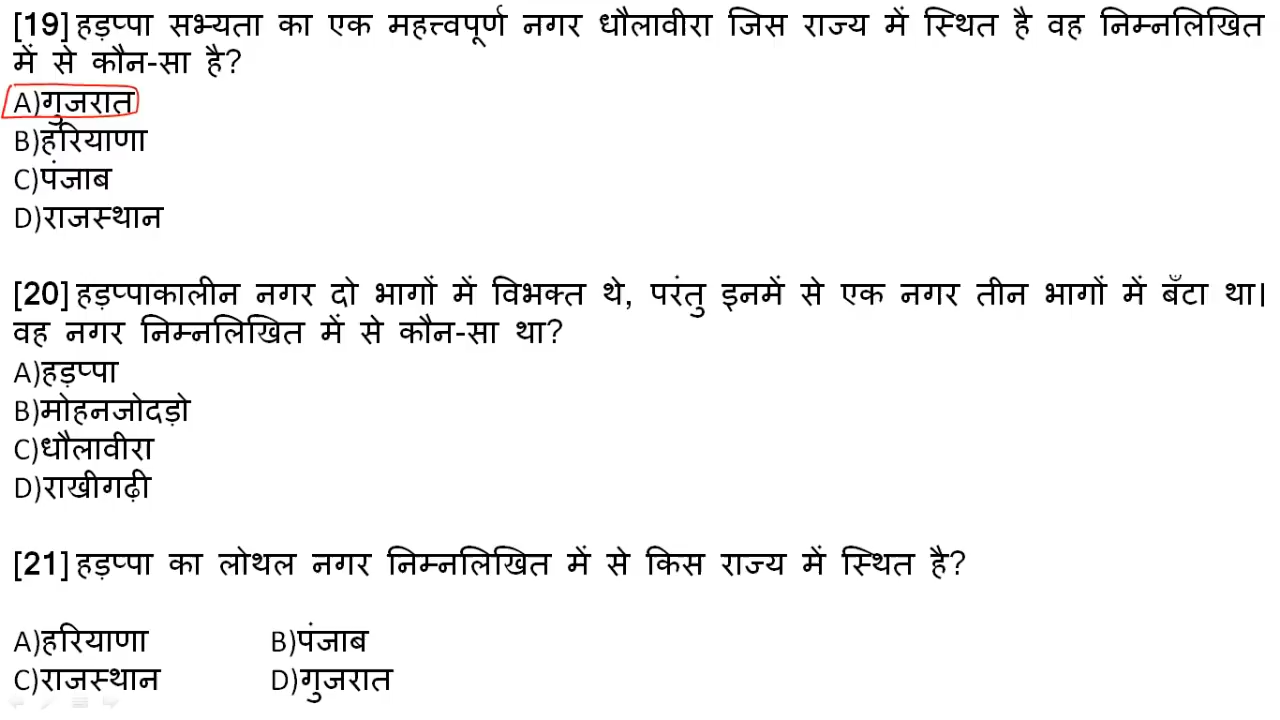 [19] हड़प्पा सभ्यता का एक महत्त्वपूर्ण नगर धौलावीरा जिस राज्य में स्थित है वह निम्नलिखित
में से कौन-सा है?
A)गुजरात
B)हरियाणा
C)पंजाब
D)राजस्थान
[20] हड़प्पाकालीन नगर दो भागों में विभक्त थे, परंतु इनमें से एक नगर तीन भागों में बँटा था।
वह नगर निम्नलिखित में से कौन-सा था?
A)हड़प्पा
B)मोहनजोदड़ो
C)धौलावीरा
D)राखीगढ़ी
[21] हड़प्पा का लोथल नगर निम्नलिखित में से किस राज्य में स्थित है?
A)हरियाणा B)पंजाब
C)राजस्थान D)गुजरात